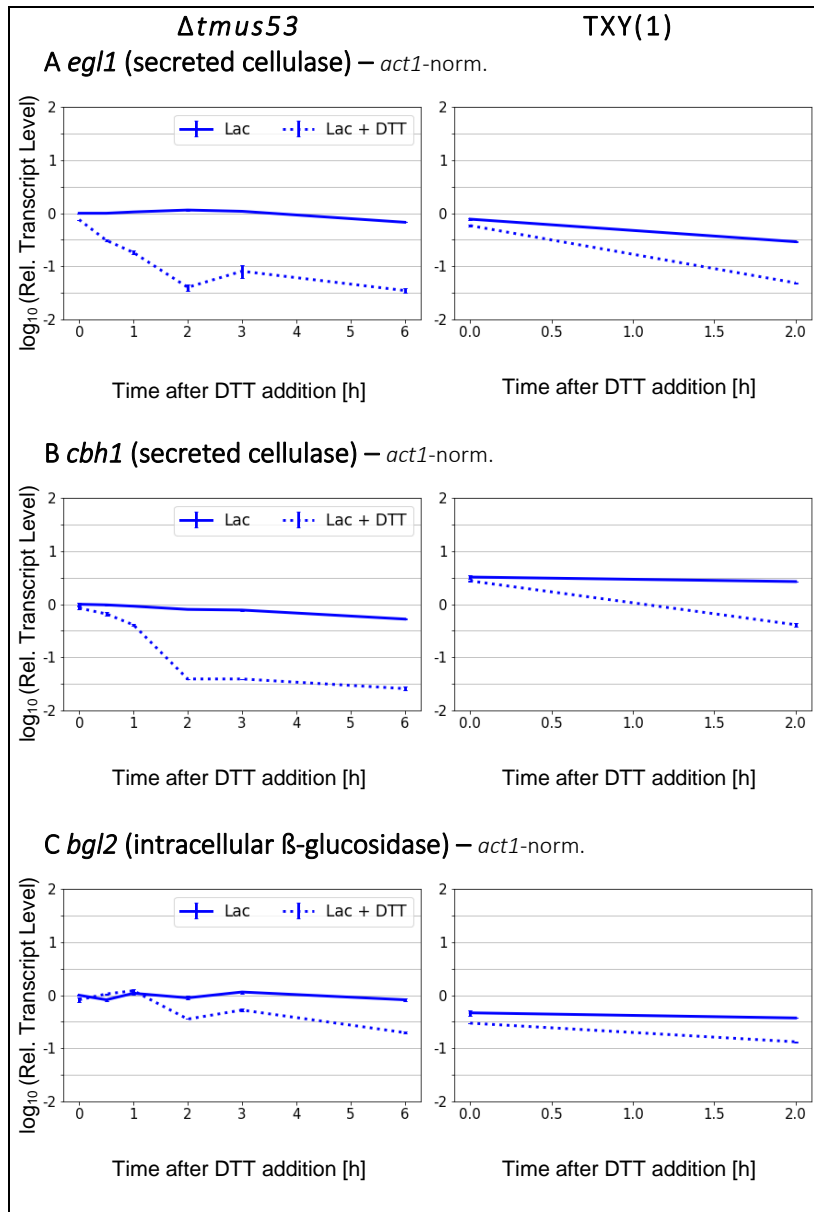 Δtmus53 TXY(1)
A egl1 (secreted cellulase) – act1-norm.
log₁₀ (Rel. Transcript Level)
2
1
0
-1
-2
Lac Lac + DTT
0 1 2 3 4 5 6
Time after DTT addition [h]
2
1
0
-1
-2
0.0 0.5 1.0 1.5 2.0
Time after DTT addition [h]
B cbh1 (secreted cellulase) – act1-norm.
log₁₀ (Rel. Transcript Level)
2
1
0
-1
-2
Lac Lac + DTT
0 1 2 3 4 5 6
Time after DTT addition [h]
2
1
0
-1
-2
0.0 0.5 1.0 1.5 2.0
Time after DTT addition [h]
C bgl2 (intracellular ß-glucosidase) – act1-norm.
log₁₀ (Rel. Transcript Level)
2
1
0
-1
-2
Lac Lac + DTT
0 1 2 3 4 5 6
Time after DTT addition [h]
2
1
0
-1
-2
0.0 0.5 1.0 1.5 2.0
Time after DTT addition [h]